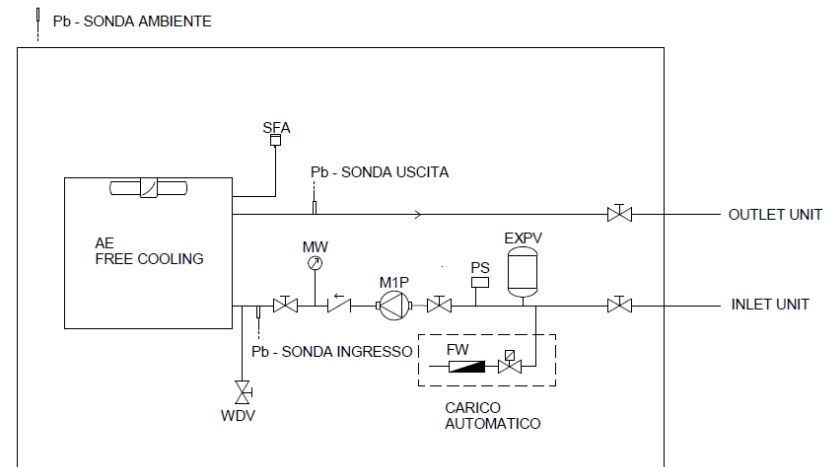 Pb - SONDA AMBIENTE
SFA
Pb - SONDA USCITA
OUTLET UNIT
AE
FREE COOLING
MW
EXPV
PS
M1P
INLET UNIT
Pb - SONDA INGRESSO
FW
WDV
CARICO
AUTOMATICO